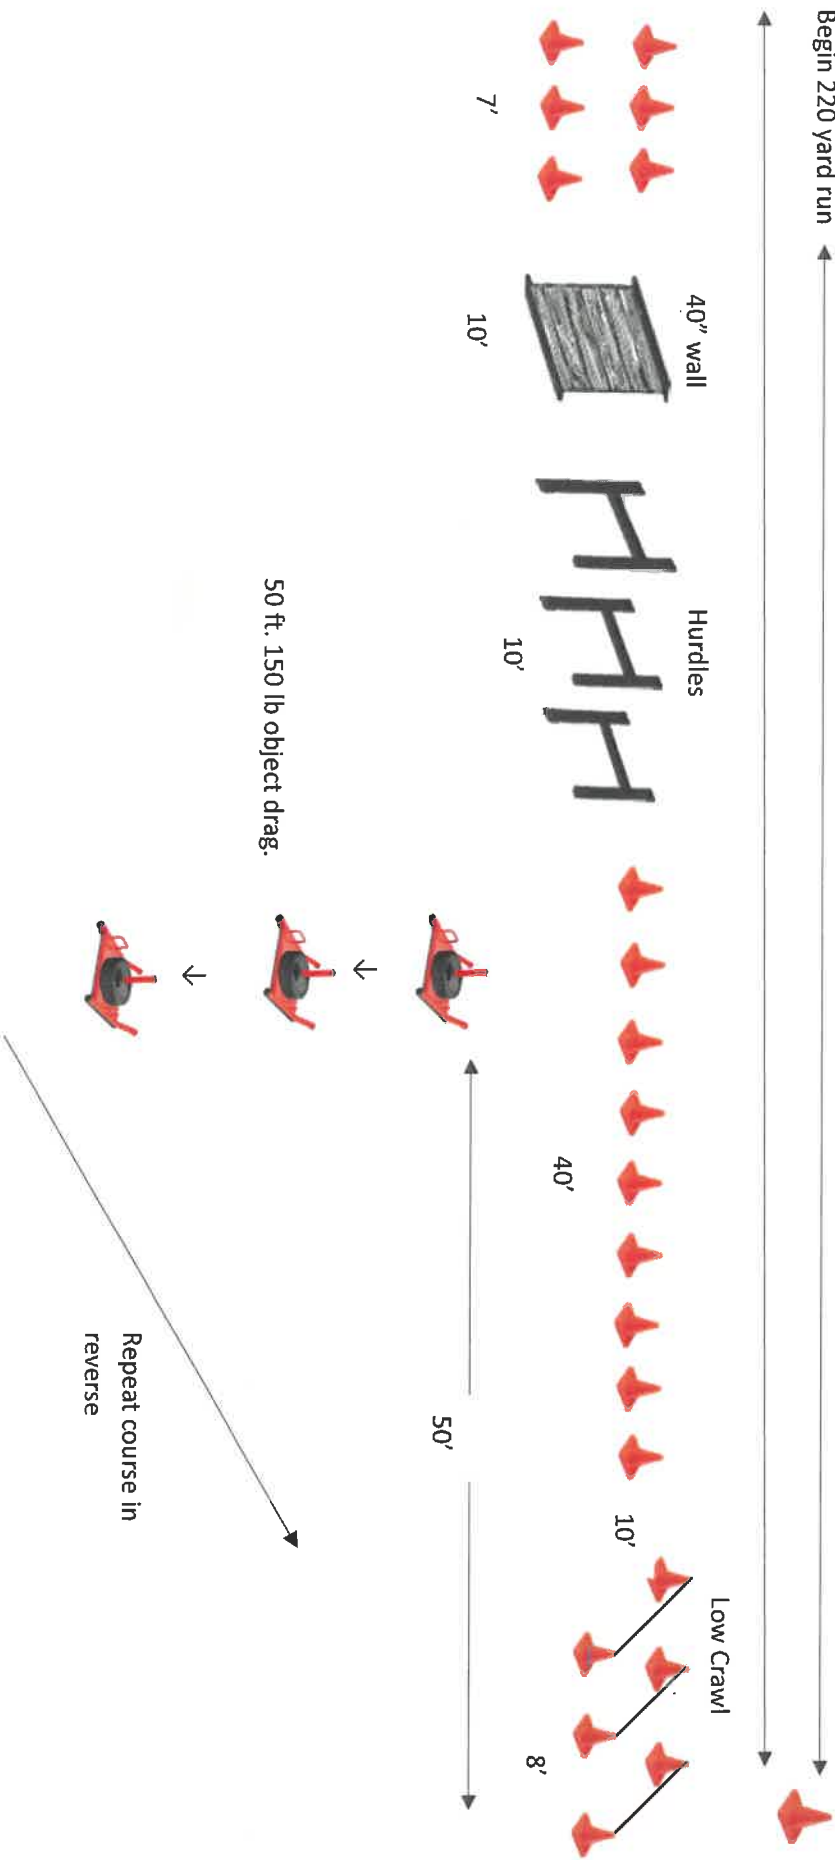 Begin 220 yard run
40” wall
Hurdles
Low Crawl
7’
10’
10’
40’
10’
8’
50’
50 ft. 150 lb object drag.
Repeat course in
reverse